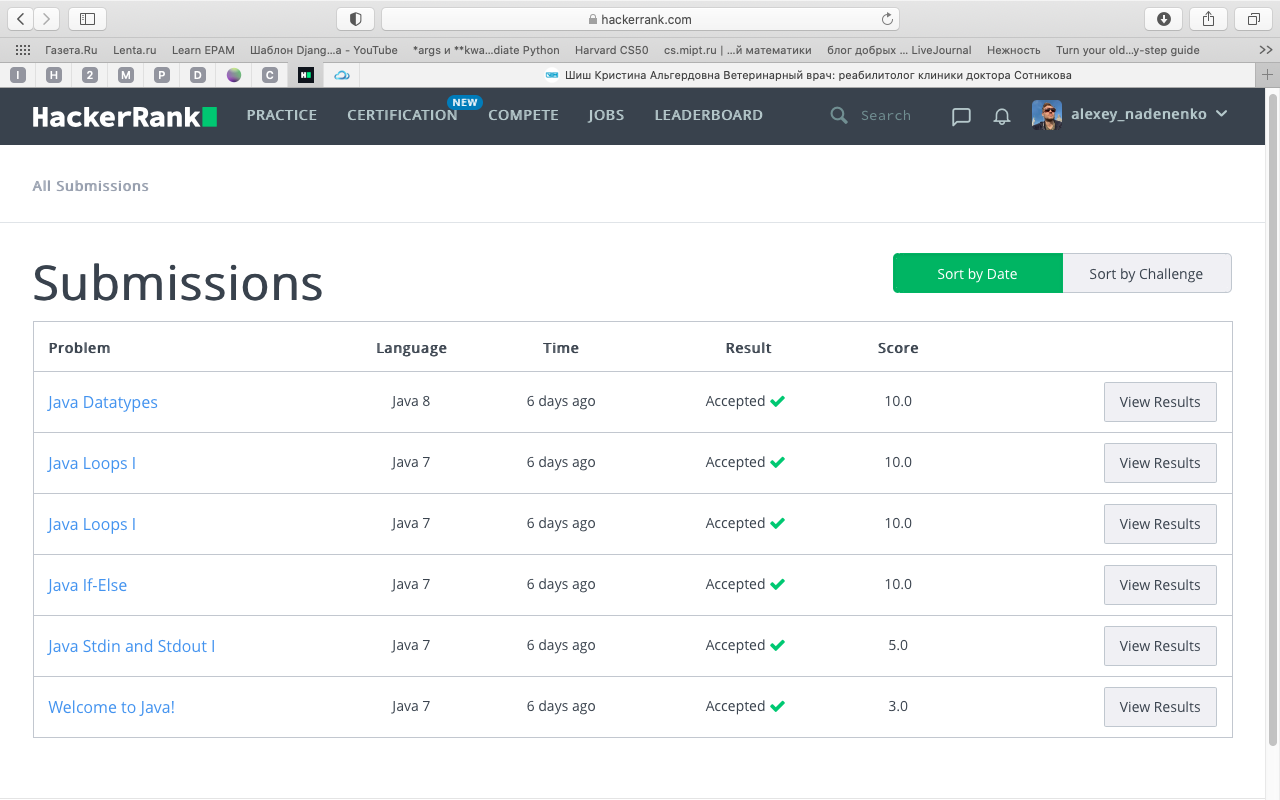 hackerrank.com
Газета.Ru Lenta.ru Learn EPAM Шаблон Djang...a - YouTube *args и **kwa...diate Python Harvard CS50 cs.mipt.ru | ...й математики блог добрых ... LiveJournal Нежность Turn your old...y-step guide >>
I H 2 M P D C H Шиш Кристина Альгердовна Ветеринарный врач: реабилитолог клиники доктора Сотникова
HackerRank PRACTICE CERTIFICATION NEW COMPETE JOBS LEADERBOARD Search alexey_nadenenko
All Submissions
Submissions
Sort by Date Sort by Challenge
Problem Language Time Result Score
Java Datatypes Java 8 6 days ago Accepted 10.0 View Results
Java Loops I Java 7 6 days ago Accepted 10.0 View Results
Java Loops I Java 7 6 days ago Accepted 10.0 View Results
Java If-Else Java 7 6 days ago Accepted 10.0 View Results
Java Stdin and Stdout I Java 7 6 days ago Accepted 5.0 View Results
Welcome to Java! Java 7 6 days ago Accepted 3.0 View Results